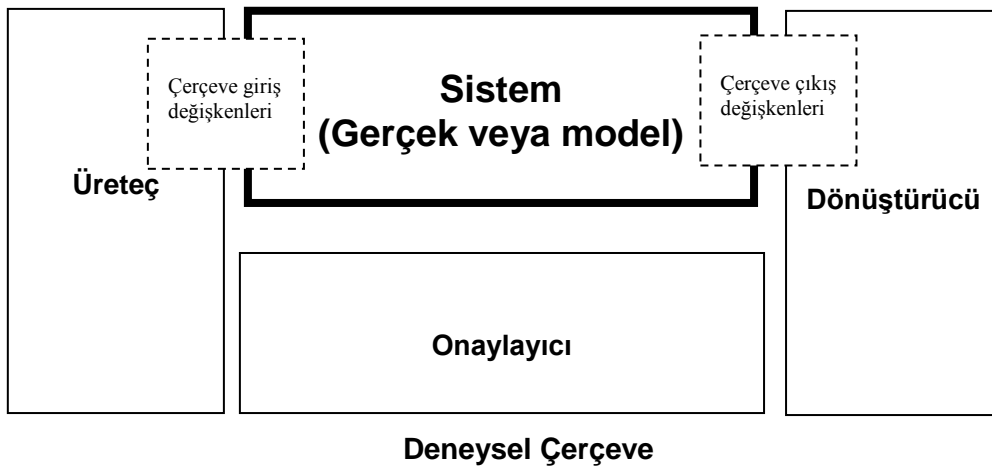 Çerçeve giriş
değişkenleri
Sistem
(Gerçek veya model)
Çerçeve çıkış
değişkenleri
Üreteç
Dönüştürücü
Onaylayıcı
Deneysel Çerçeve